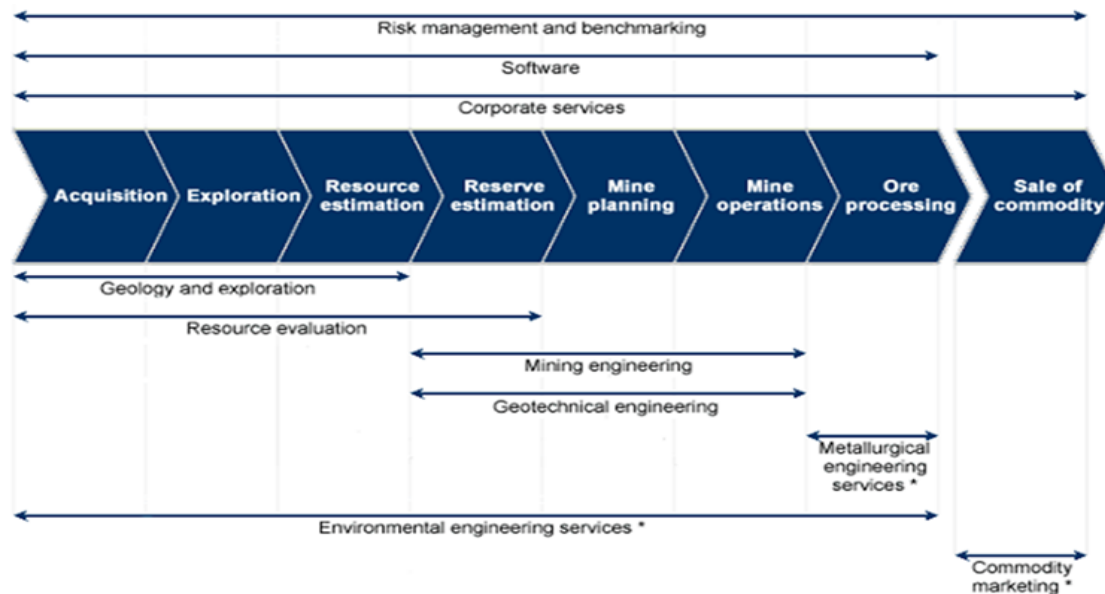 Risk management and benchmarking
Software
Corporate services
Acquisition
Exploration
Resource
estimation
Reserve
estimation
Mine
planning
Mine
operations
Ore
processing
Sale of
commodity
Geology and exploration
Resource evaluation
Mining engineering
Geotechnical engineering
Metallurgical
engineering
services *
Environmental engineering services *
Commodity
marketing *